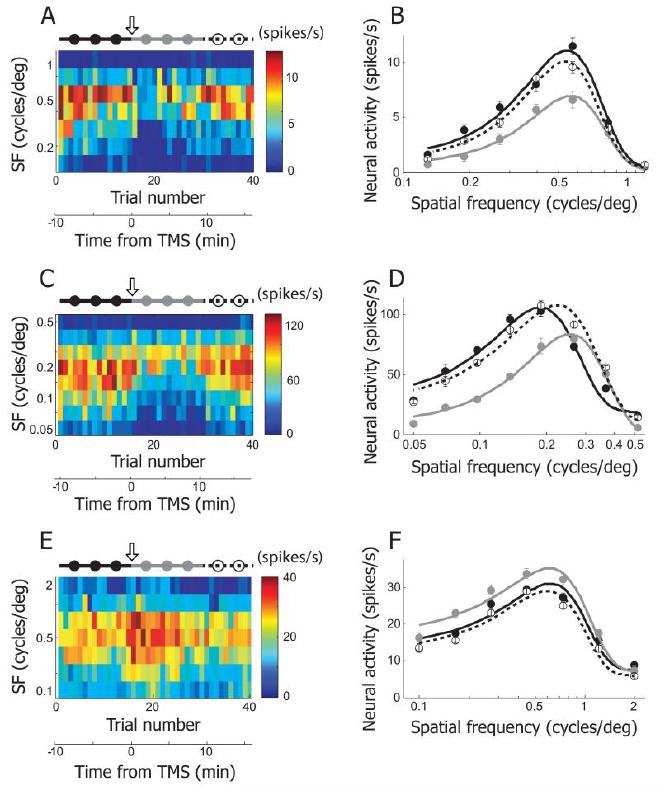 A
(spikes/s)
SF (cycles/deg)
1
0.5
0.2
10
5
0
0 20 40
Trial number
-10 0 10
Time from TMS (min)
B
Neural activity (spikes/s)
10
5
0
0.1 0.2 0.5 1
Spatial frequency (cycles/deg)
C
(spikes/s)
SF (cycles/deg)
0.5
0.2
0.1
0.05
120
60
0
0 20 40
Trial number
-10 0 10
Time from TMS (min)
D
Neural activity (spikes/s)
100
50
0
0.05 0.1 0.2 0.3 0.4 0.5
Spatial frequency (cycles/deg)
E
(spikes/s)
SF (cycles/deg)
2
0.5
0.1
40
20
0
0 20 40
Trial number
-10 0 10
Time from TMS (min)
F
Neural activity (spikes/s)
30
20
10
0
0.1 1 2
Spatial frequency (cycles/deg)